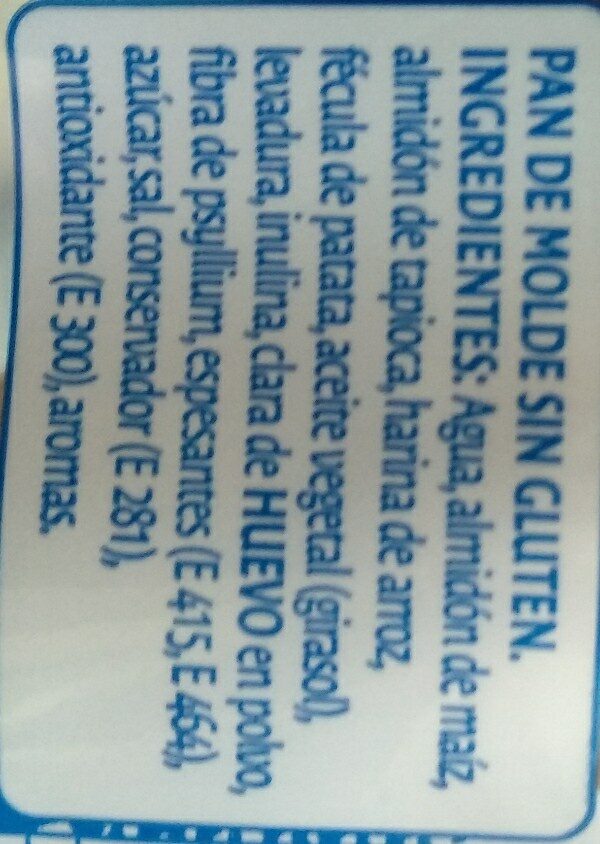 PAN DE MOLDE SIN GLUTEN.
INGREDIENTES: Agua, almidón de maíz,
almidón de tapioca, harina de arroz,
fécula de patata, aceite vegetal (girasol),
levadura, inulina, clara de HUEVO en polvo,
fibra de psyllium, espesantes (E 415, E 464),
azúcar, sal, conservador (E 281),
antioxidante (E 300), aromas.